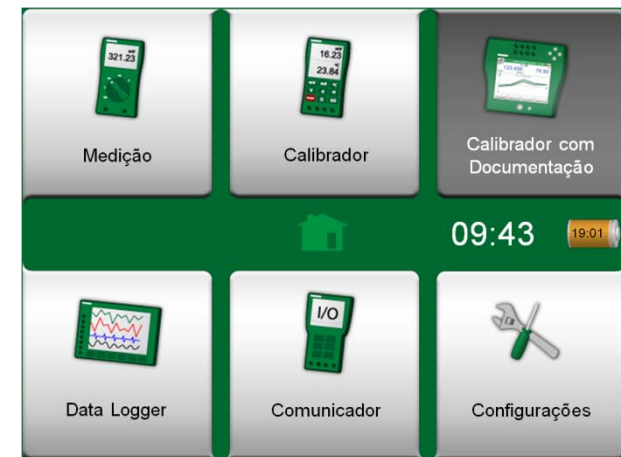 321.23
16.23
23.84
Medição
Calibrador
Calibrador com
Documentação
09:43
19:01
I/O
Data Logger
Comunicador
Configurações